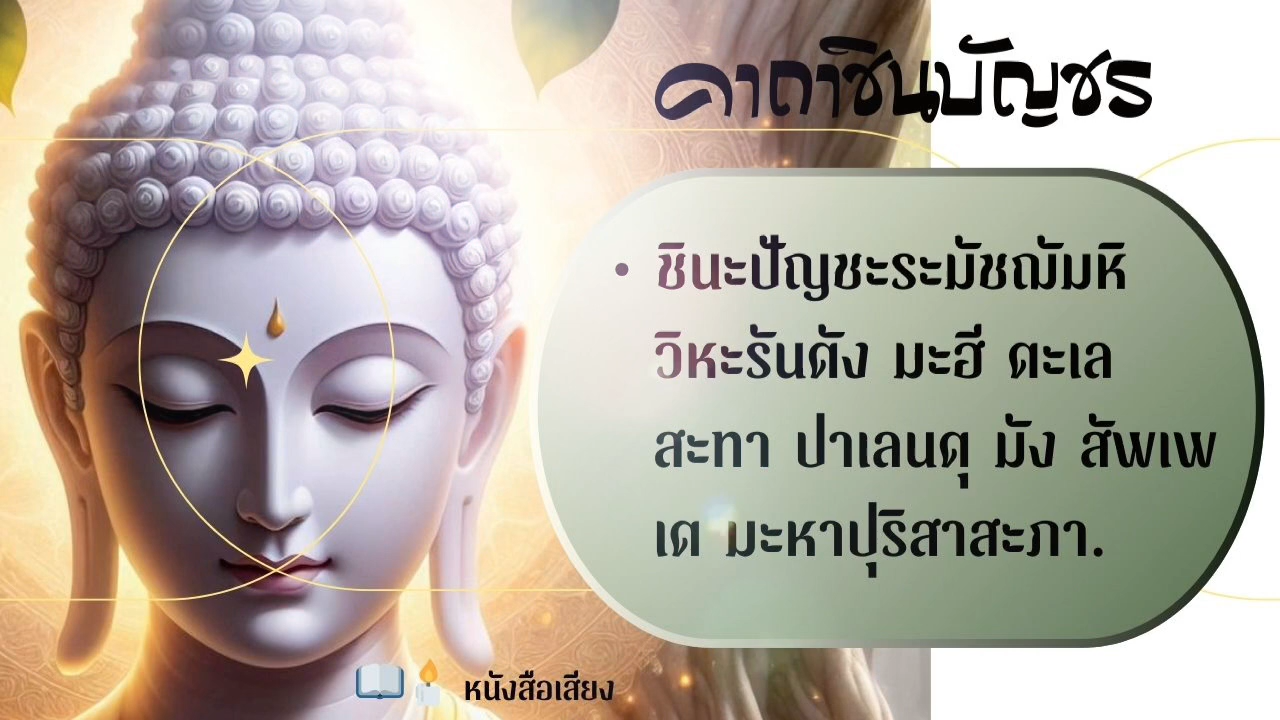 คาถาชินบัญชร
• ชินะปัญชะระมัชฌัมหิ
วิหะรันตัง มะฮี ตะเล
สะทา ปาเลนตุ มัง สัพเพ
เต มะหาปุริสาสะภา.
หนังสือเสียง